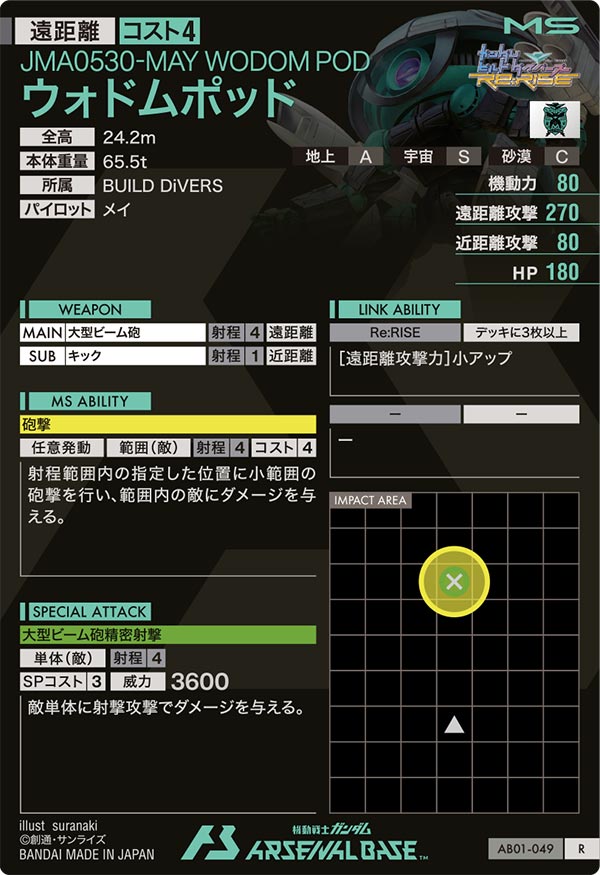 遠距離 コスト4 MS
JMA0530-MAY WODOM POD
ウォドムポッド
Re:RISE
全高 24.2m
本体重量 65.5t
所属 BUILD DiVERS
パイロット メイ
地上 A 宇宙 S 砂漠 C
機動力 80
遠距離攻撃 270
近距離攻撃 80
HP 180
WEAPON
MAIN 大型ビーム砲 射程 4 遠距離
SUB キック 射程 1 近距離
LINK ABILITY
Re:RISE デッキに3枚以上
[遠距離攻撃力]小アップ
― ―
―
MS ABILITY
砲撃
任意発動 範囲(敵) 射程 4 コスト 4
射程範囲内の指定した位置に小範囲の
砲撃を行い、範囲内の敵にダメージを与
える。
IMPACT AREA
SPECIAL ATTACK
大型ビーム砲精密射撃
単体(敵) 射程 4
SPコスト 3 威力 3600
敵単体に射撃攻撃でダメージを与える。
illust suranaki
©創通・サンライズ
BANDAI MADE IN JAPAN
機動戦士ガンダム
ARSENAL BASE™
AB01-049 R